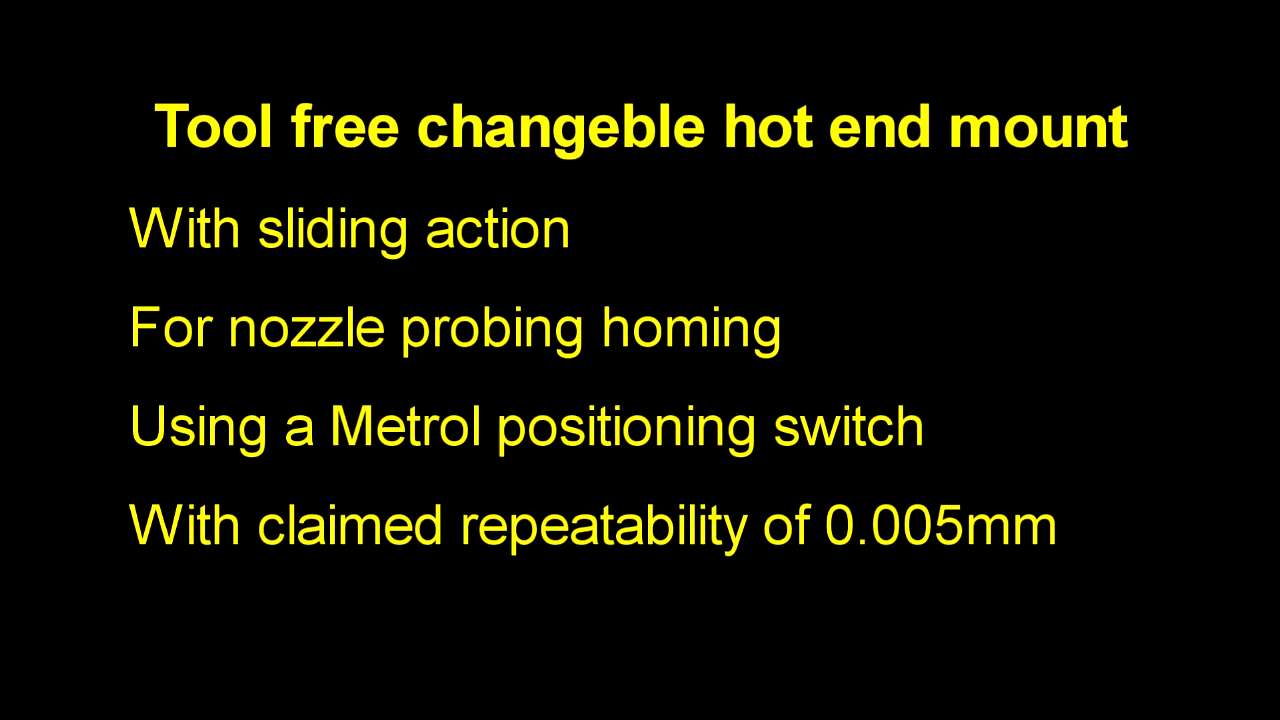 Tool free changeble hot end mount
With sliding action
For nozzle probing homing
Using a Metrol positioning switch
With claimed repeatability of 0.005mm